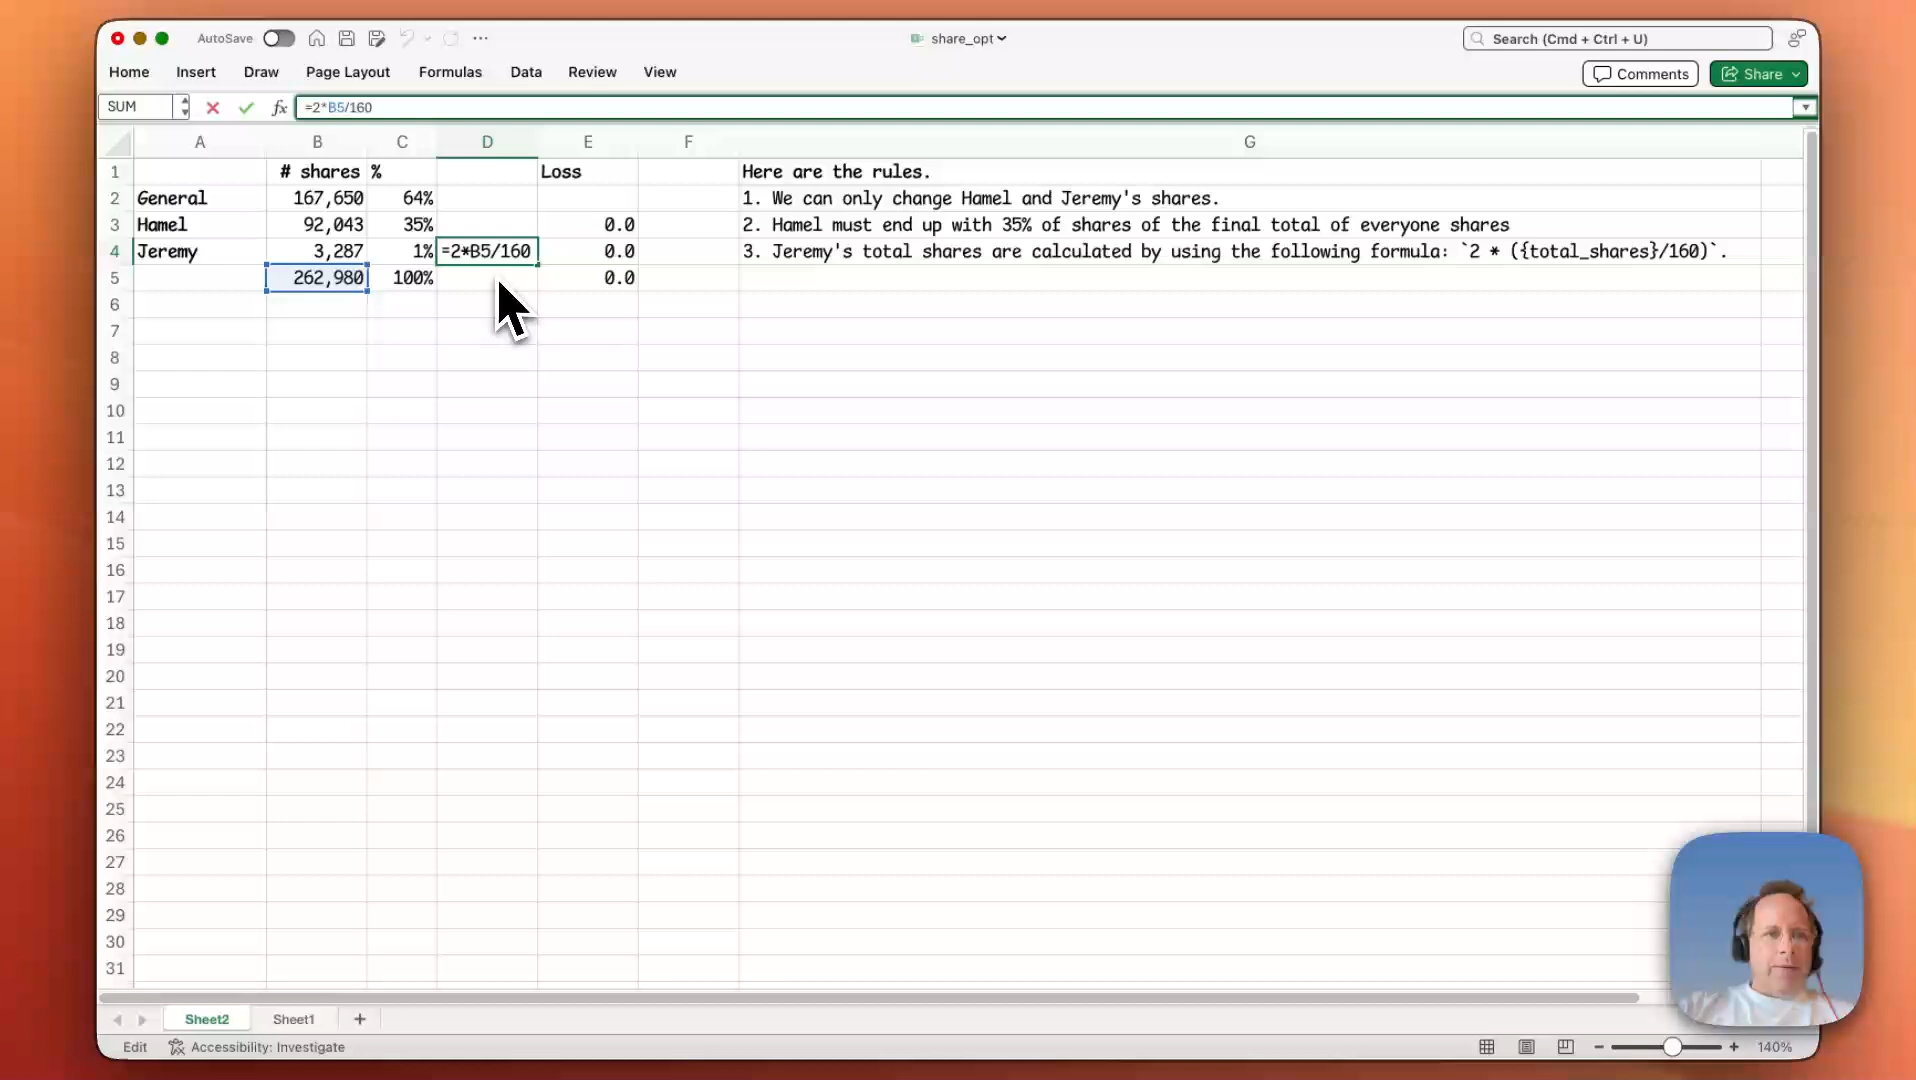 AutoSave
share_opt
Search (Cmd + Ctrl + U)
Home Insert Draw Page Layout Formulas Data Review View
Comments Share
SUM fx =2*B5/160
A B C D E F G
1 # shares % Loss Here are the rules.
2 General 167,650 64% 1. We can only change Hamel and Jeremy's shares.
3 Hamel 92,043 35% 0.0 2. Hamel must end up with 35% of shares of the final total of everyone shares
4 Jeremy 3,287 1% =2*B5/160 0.0 3. Jeremy's total shares are calculated by using the following formula: `2 * ({total_shares}/160)`.
5 262,980 100% 0.0
6
7
8
9
10
11
12
13
14
15
16
17
18
19
20
21
22
23
24
25
26
27
28
29
30
31
Sheet2 Sheet1 +
Edit Accessibility: Investigate 140%